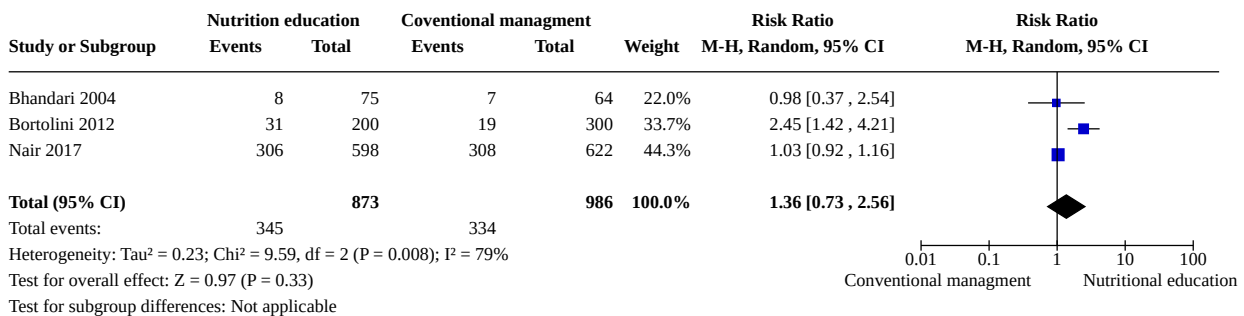 Nutrition education Coventional managment Risk Ratio Risk Ratio
Study or Subgroup Events Total Events Total Weight M-H, Random, 95% CI M-H, Random, 95% CI
Bhandari 2004 8 75 7 64 22.0% 0.98 [0.37 , 2.54]
Bortolini 2012 31 200 19 300 33.7% 2.45 [1.42 , 4.21]
Nair 2017 306 598 308 622 44.3% 1.03 [0.92 , 1.16]
Total (95% CI) 873 986 100.0% 1.36 [0.73 , 2.56]
Total events: 345 334
Heterogeneity: Tau² = 0.23; Chi² = 9.59, df = 2 (P = 0.008); I² = 79%
0.01 0.1 1 10 100
Test for overall effect: Z = 0.97 (P = 0.33) Conventional managment Nutritional education
Test for subgroup differences: Not applicable